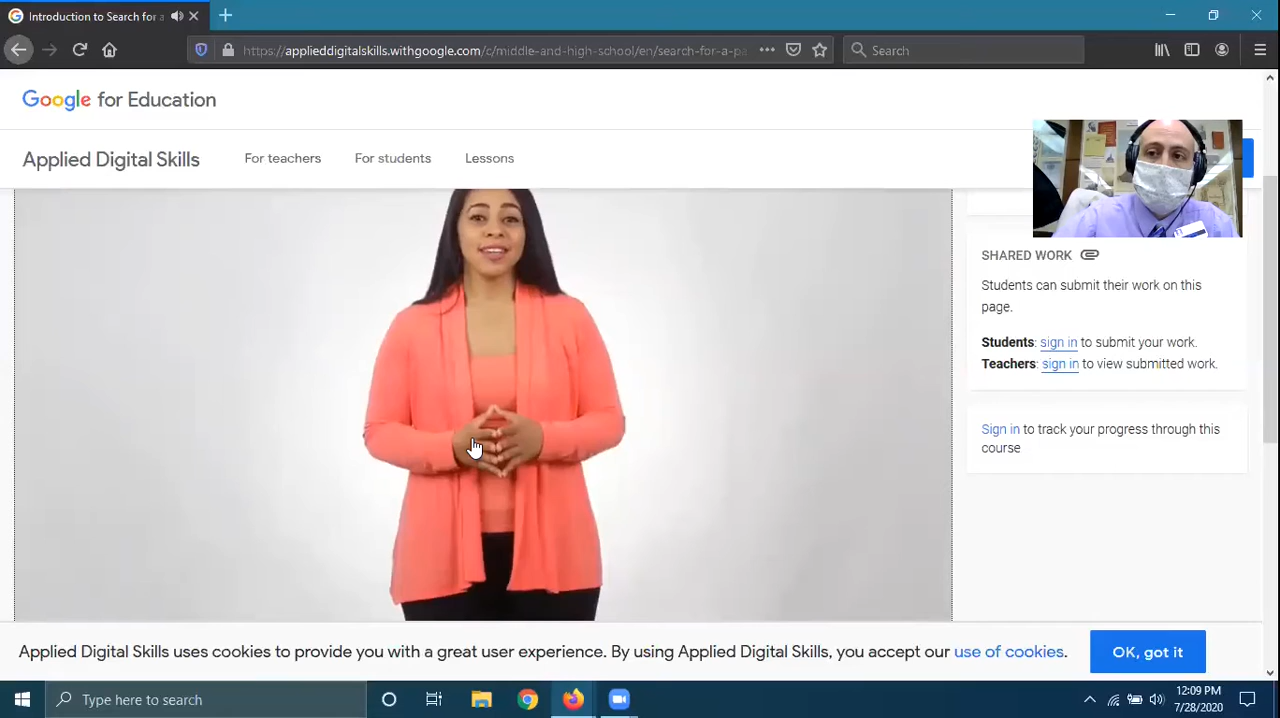 Introduction to Search for a
https://applieddigitalskills.withgoogle.com/c/middle-and-high-school/en/search-for-a-pa
Search
Google for Education
Applied Digital Skills
For teachers
For students
Lessons
SHARED WORK
Students can submit their work on this
page.
Students: sign in to submit your work.
Teachers: sign in to view submitted work.
Sign in to track your progress through this
course
Applied Digital Skills uses cookies to provide you with a great user experience. By using Applied Digital Skills, you accept our use of cookies.
OK, got it
Type here to search
12:09 PM
7/28/2020